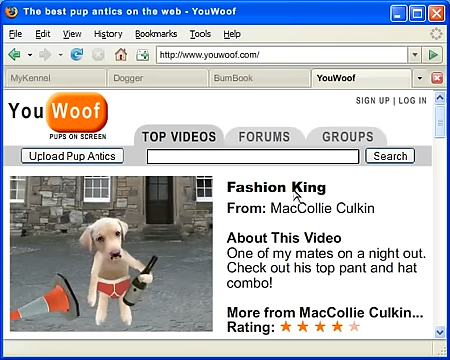 The best pup antics on the web - YouWoof
File Edit View History Bookmarks Tools Help
http://www.youwoof.com/
MyKennel Dogger BumBook YouWoof
SIGN UP | LOG IN
You Woof
PUPS ON SCREEN
TOP VIDEOS FORUMS GROUPS
Upload Pup Antics Search
Fashion King
From: MacCollie Culkin
About This Video
One of my mates on a night out.
Check out his top pant and hat
combo!
More from MacCollie Culkin...
Rating: